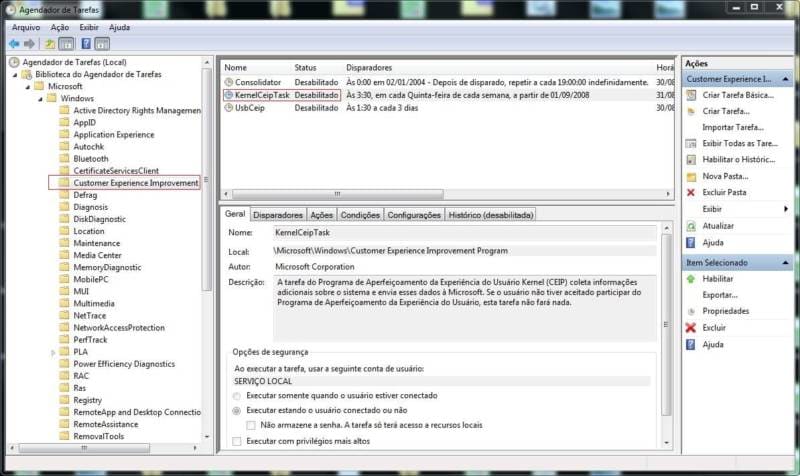 Agendador de Tarefas
Arquivo Ação Exibir Ajuda
Agendador de Tarefas (Local)
Biblioteca do Agendador de Tarefas
Microsoft
Windows
Active Directory Rights Managemen
AppID
Application Experience
Autochk
Bluetooth
CertificateServicesClient
Customer Experience Improvement
Defrag
Diagnosis
DiskDiagnostic
Location
Maintenance
Media Center
MemoryDiagnostic
MobilePC
MUI
Multimedia
NetTrace
NetworkAccessProtection
PerfTrack
PLA
Power Efficiency Diagnostics
RAC
Ras
Registry
RemoteApp and Desktop Connectio
RemoteAssistance
RemovalTools
Nome Status Disparadores Horá
Consolidator Desabilitado Às 0:00 em 02/01/2004 - Depois de disparado, repetir a cada 19:00:00 indefinidamente. 30/08
KernelCeipTask Desabilitado Às 3:30, em cada Quinta-feira de cada semana, a partir de 01/09/2008 31/08
UsbCeip Desabilitado Às 1:30 a cada 3 dias 30/08
Geral Disparadores Ações Condições Configurações Histórico (desabilitada)
Nome: KernelCeipTask
Local: \Microsoft\Windows\Customer Experience Improvement Program
Autor: Microsoft Corporation
Descrição: A tarefa do Programa de Aperfeiçoamento da Experiência do Usuário Kernel (CEIP) coleta informações
adicionais sobre o sistema e envia esses dados à Microsoft. Se o usuário não tiver aceitado participar do
Programa de Aperfeiçoamento da Experiência do Usuário, esta tarefa não fará nada.
Opções de segurança
Ao executar a tarefa, usar a seguinte conta de usuário:
SERVIÇO LOCAL
Executar somente quando o usuário estiver conectado
Executar estando o usuário conectado ou não
Não armazene a senha. A tarefa só terá acesso a recursos locais
Executar com privilégios mais altos
Ações
Customer Experience I...
Criar Tarefa Básica...
Criar Tarefa...
Importar Tarefa...
Exibir Todas as Tare...
Habilitar o Históric...
Nova Pasta...
Excluir Pasta
Exibir
Atualizar
Ajuda
Item Selecionado
Habilitar
Exportar...
Propriedades
Excluir
Ajuda